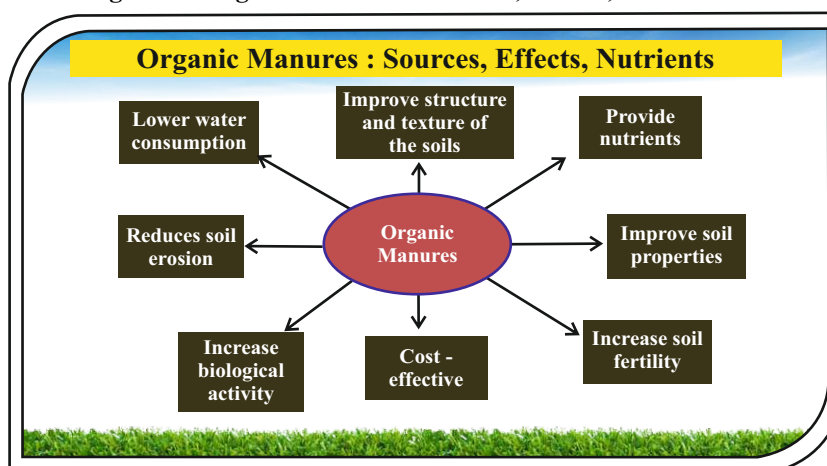 Organic Manures : Sources, Effects, Nutrients
Lower water
consumption
Improve structure
and texture of
the soils
Provide
nutrients
Reduces soil
erosion
Organic
Manures
Improve soil
properties
Increase
biological
activity
Cost -
effective
Increase soil
fertility